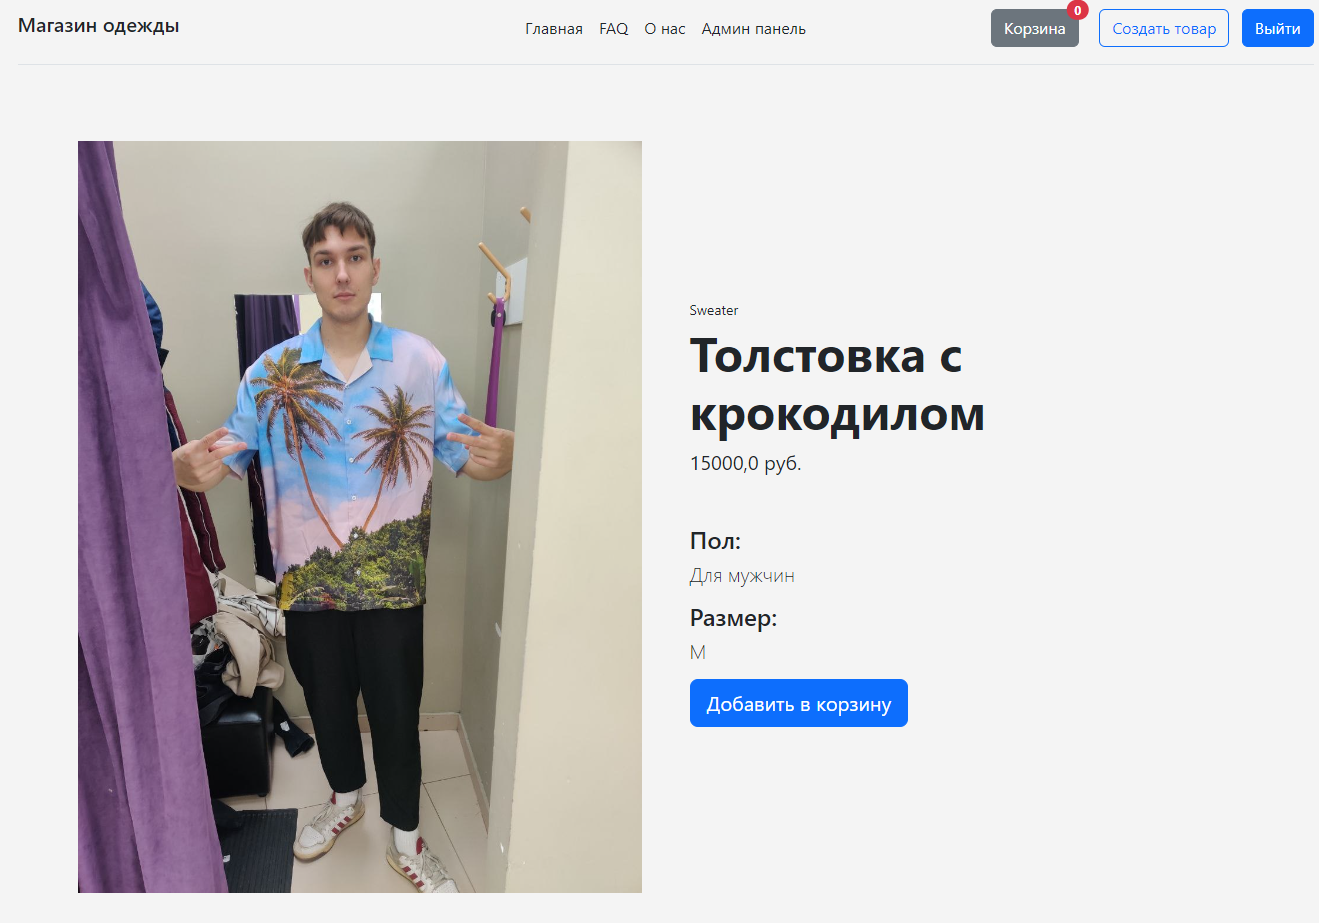 Магазин одежды
Главная FAQ О нас Админ панель
Корзина 0 Создать товар Выйти
Sweater
Толстовка с
крокодилом
15000,0 руб.
Пол:
Для мужчин
Размер:
M
Добавить в корзину